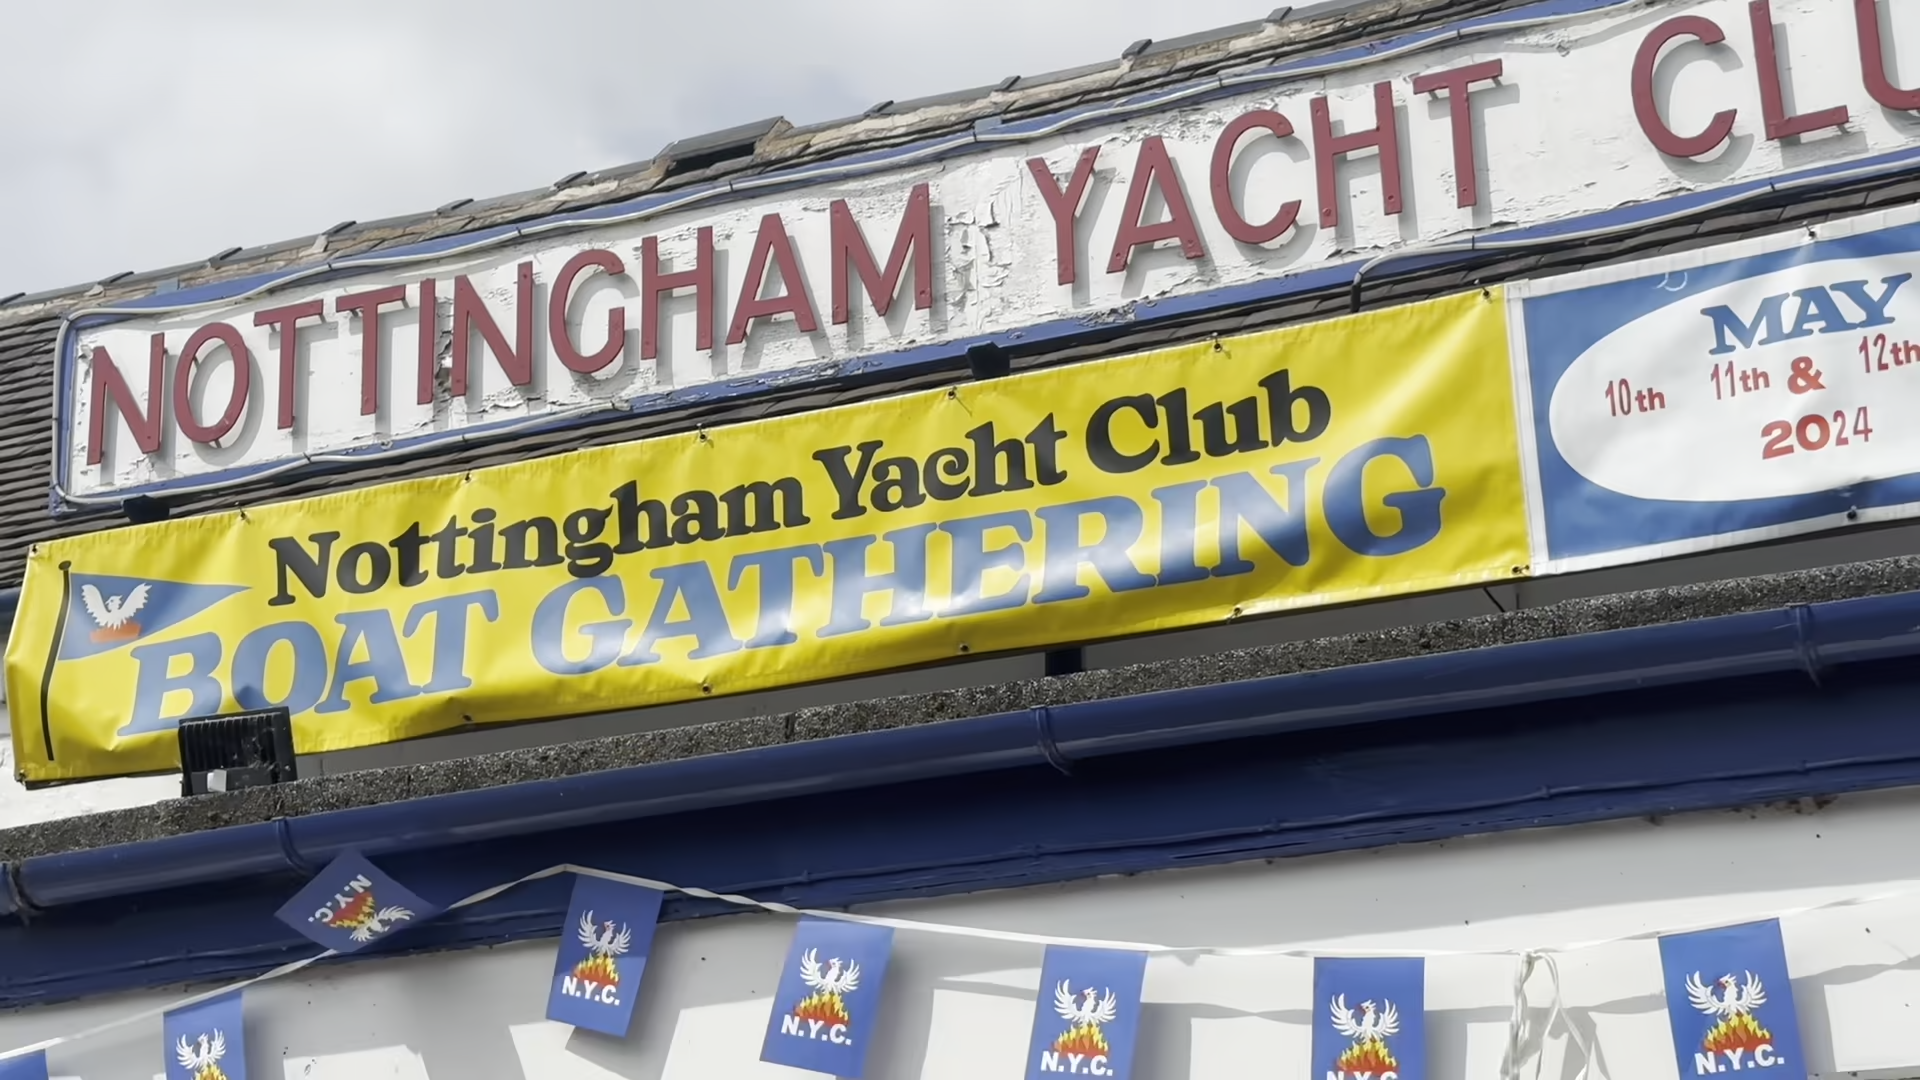 NOTTINGHAM YACHT CLU
Nottingham Yacht Club
BOAT GATHERING
MAY
10th 11th & 12th
2024
N.Y.C.
N.Y.C.
N.Y.C.
N.Y.C.
N.Y.C.
N.Y.C.